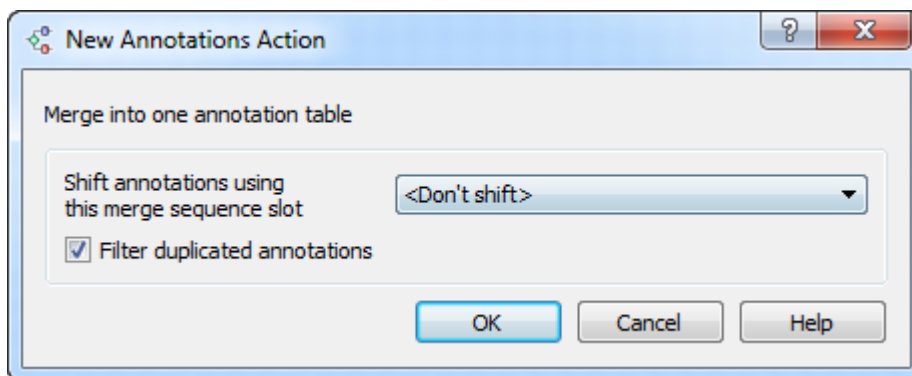 New Annotations Action
Merge into one annotation table
Shift annotations using
this merge sequence slot
<Don't shift>
Filter duplicated annotations
OK
Cancel
Help